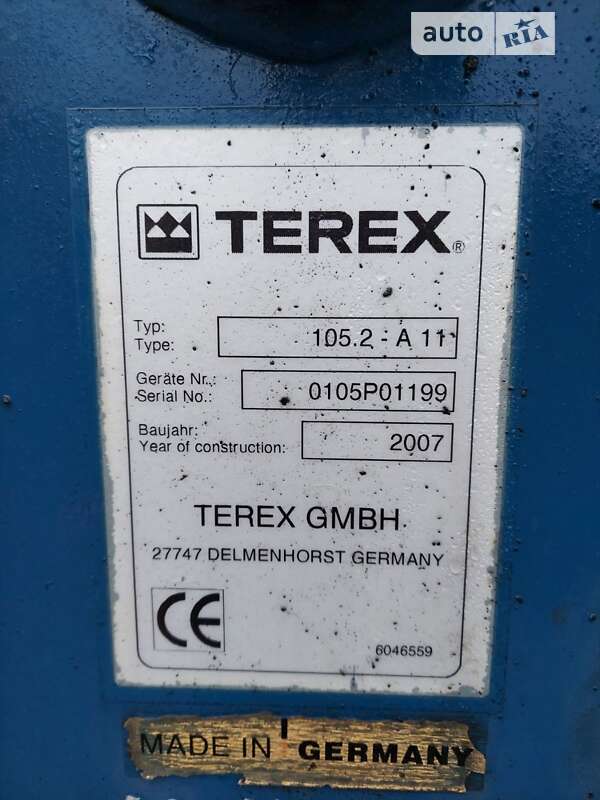 auto RIA
TEREX®
Typ:
Type: 105.2 - A 11
Geräte Nr.:
Serial No.: 0105P01199
Baujahr:
Year of construction: 2007
TEREX GMBH
27747 DELMENHORST GERMANY
CE
6046559
MADE IN GERMANY